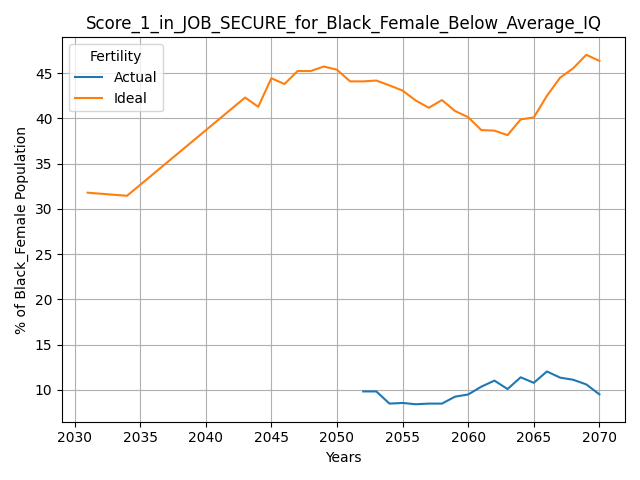 Score_1_in_JOB_SECURE_for_Black_Female_Below_Average_IQ
Fertility
Actual
Ideal
% of Black_Female Population
45
40
35
30
25
20
15
10
2030 2035 2040 2045 2050 2055 2060 2065 2070
Years